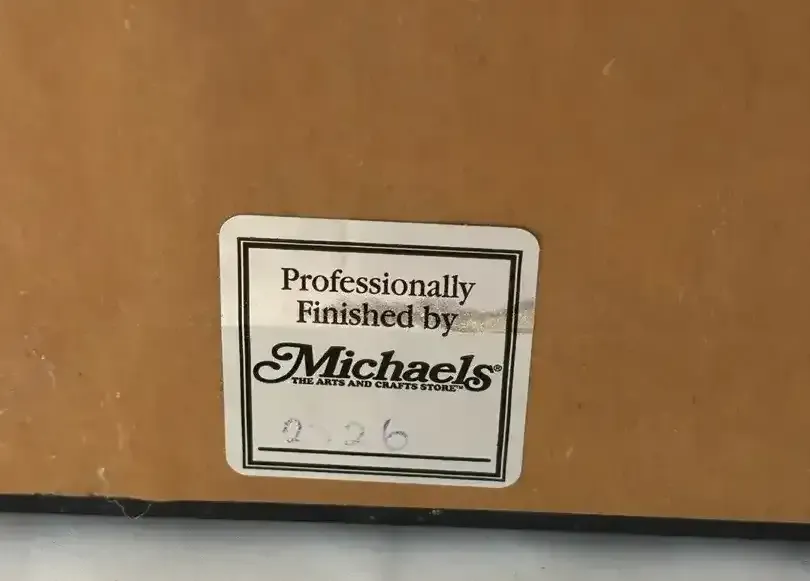 Professionally
Finished by
Michaels®
THE ARTS AND CRAFTS STORE™